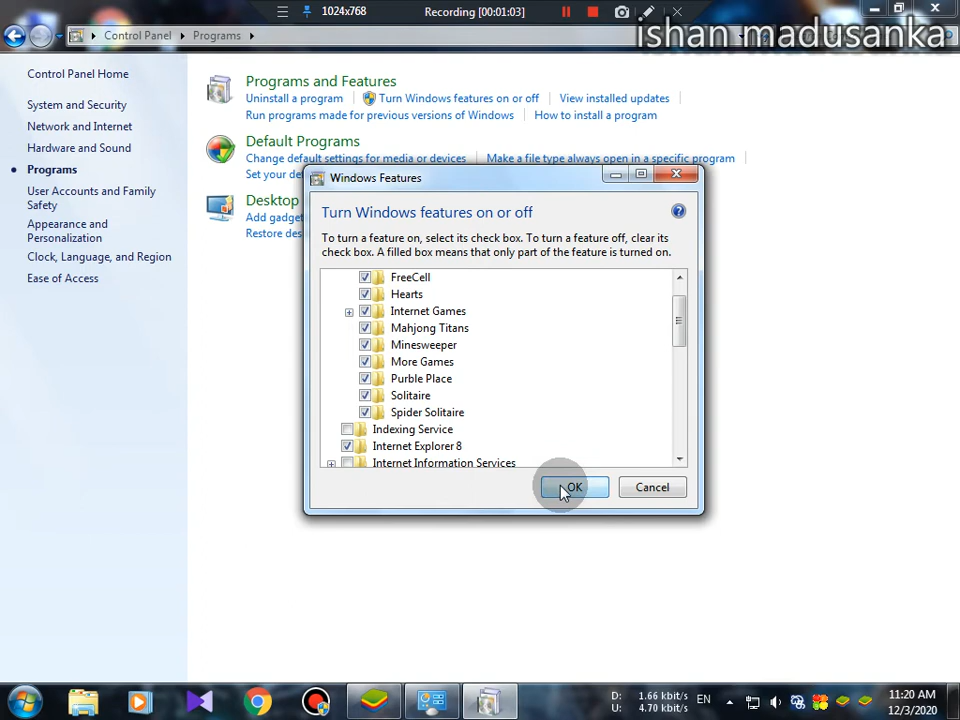 1024x768
Recording [00:01:03]
ishan madusanka
Control Panel
Programs
Control Panel Home
System and Security
Network and Internet
Hardware and Sound
Programs
User Accounts and Family
Safety
Appearance and
Personalization
Clock, Language, and Region
Ease of Access
Programs and Features
Uninstall a program
Turn Windows features on or off
View installed updates
Run programs made for previous versions of Windows
How to install a program
Default Programs
Change default settings for media or devices
Make a file type always open in a specific program
Set your de
Desktop
Add gadget
Restore des
Windows Features
Turn Windows features on or off
To turn a feature on, select its check box. To turn a feature off, clear its
check box. A filled box means that only part of the feature is turned on.
FreeCell
Hearts
Internet Games
Mahjong Titans
Minesweeper
More Games
Purble Place
Solitaire
Spider Solitaire
Indexing Service
Internet Explorer 8
Internet Information Services
OK
Cancel
D: 1.66 kbit/s
U: 4.70 kbit/s
EN
11:20 AM
12/3/2020